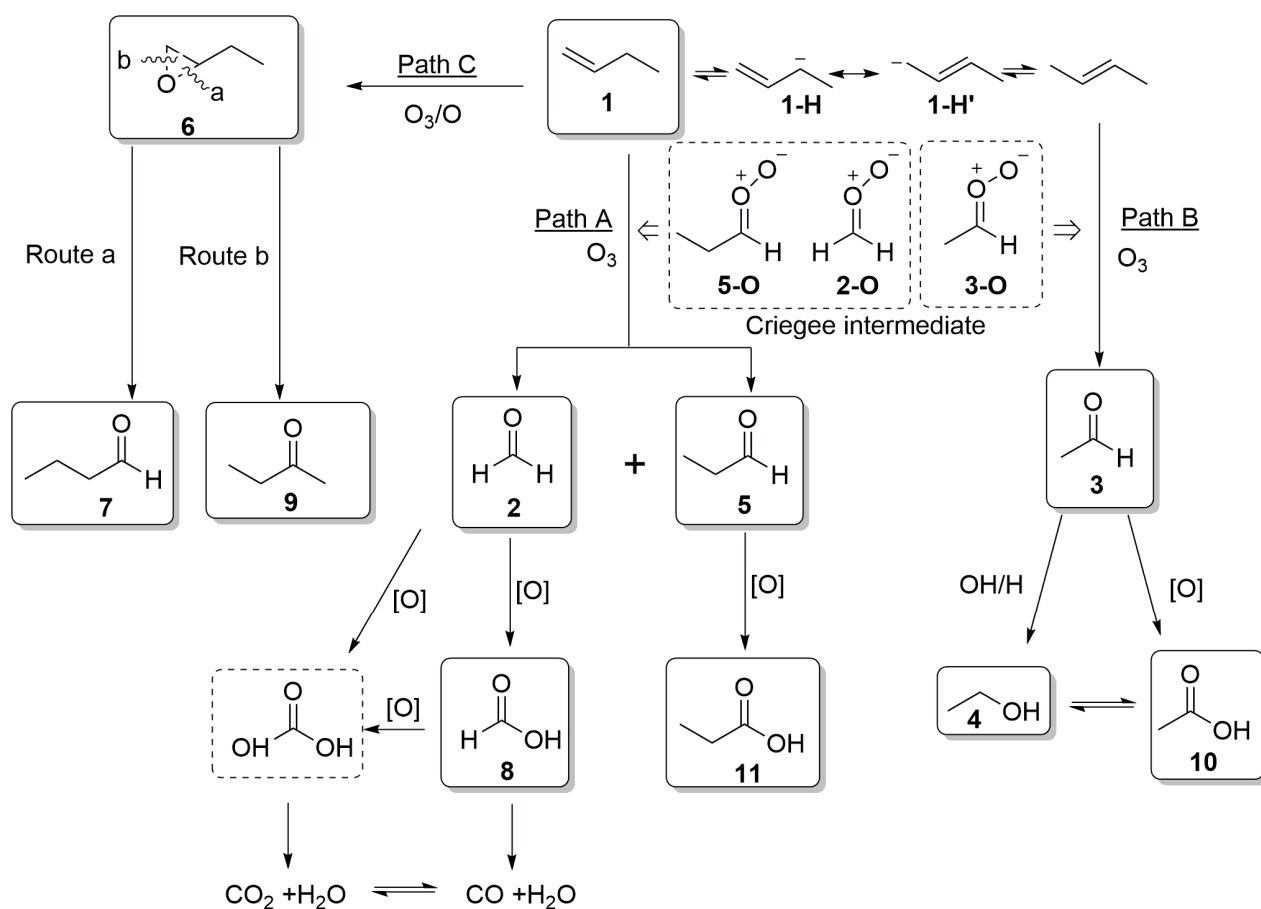 b
O
a
6
Path C
O3/O
1
−
1-H
−
1-H'
Path A
O3
+
O
O
−
H
5-O
+
O
O
−
H
H
2-O
+
O
O
−
H
3-O
Criegee intermediate
Path B
O3
Route a
Route b
O
H
7
O
9
O
H
H
2
+
O
H
5
O
H
3
[O]
[O]
[O]
OH/H
[O]
O
OH
OH
[O]
O
H
OH
8
O
OH
11
4
OH
O
OH
10
CO2 +H2O
CO +H2O